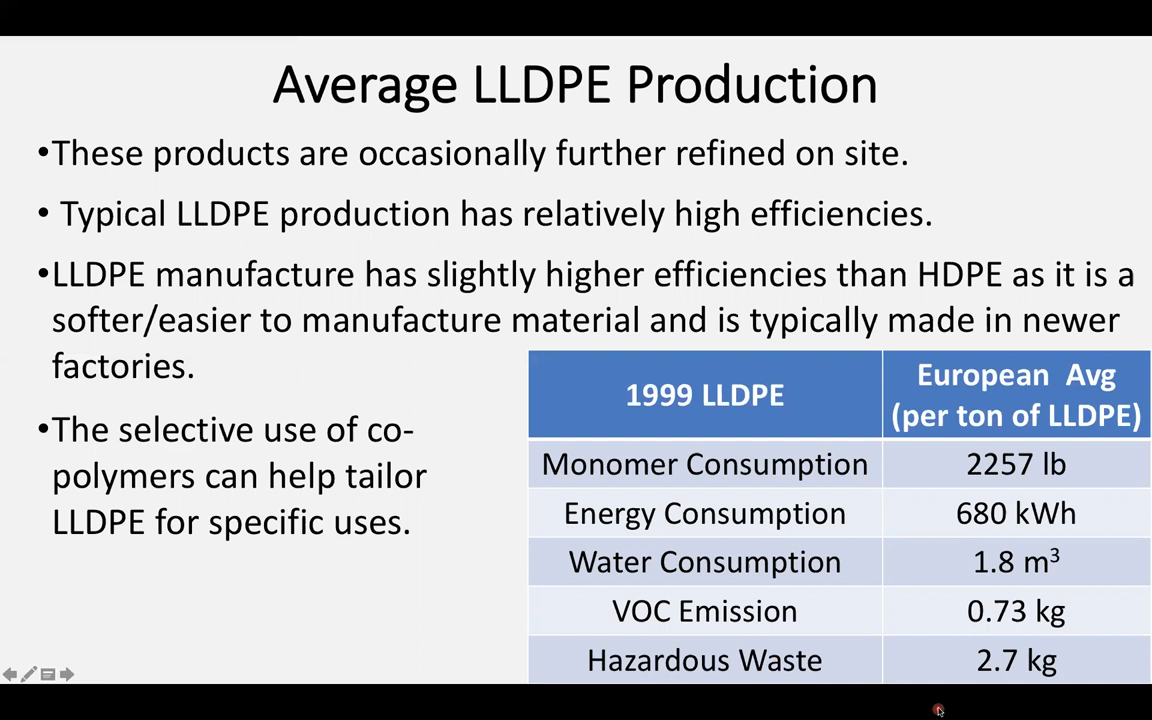 Average LLDPE Production
•These products are occasionally further refined on site.
• Typical LLDPE production has relatively high efficiencies.
•LLDPE manufacture has slightly higher efficiencies than HDPE as it is a
softer/easier to manufacture material and is typically made in newer
factories.
•The selective use of co-
polymers can help tailor
LLDPE for specific uses.
1999 LLDPE
European Avg
(per ton of LLDPE)
Monomer Consumption 2257 lb
Energy Consumption 680 kWh
Water Consumption 1.8 m³
VOC Emission 0.73 kg
Hazardous Waste 2.7 kg